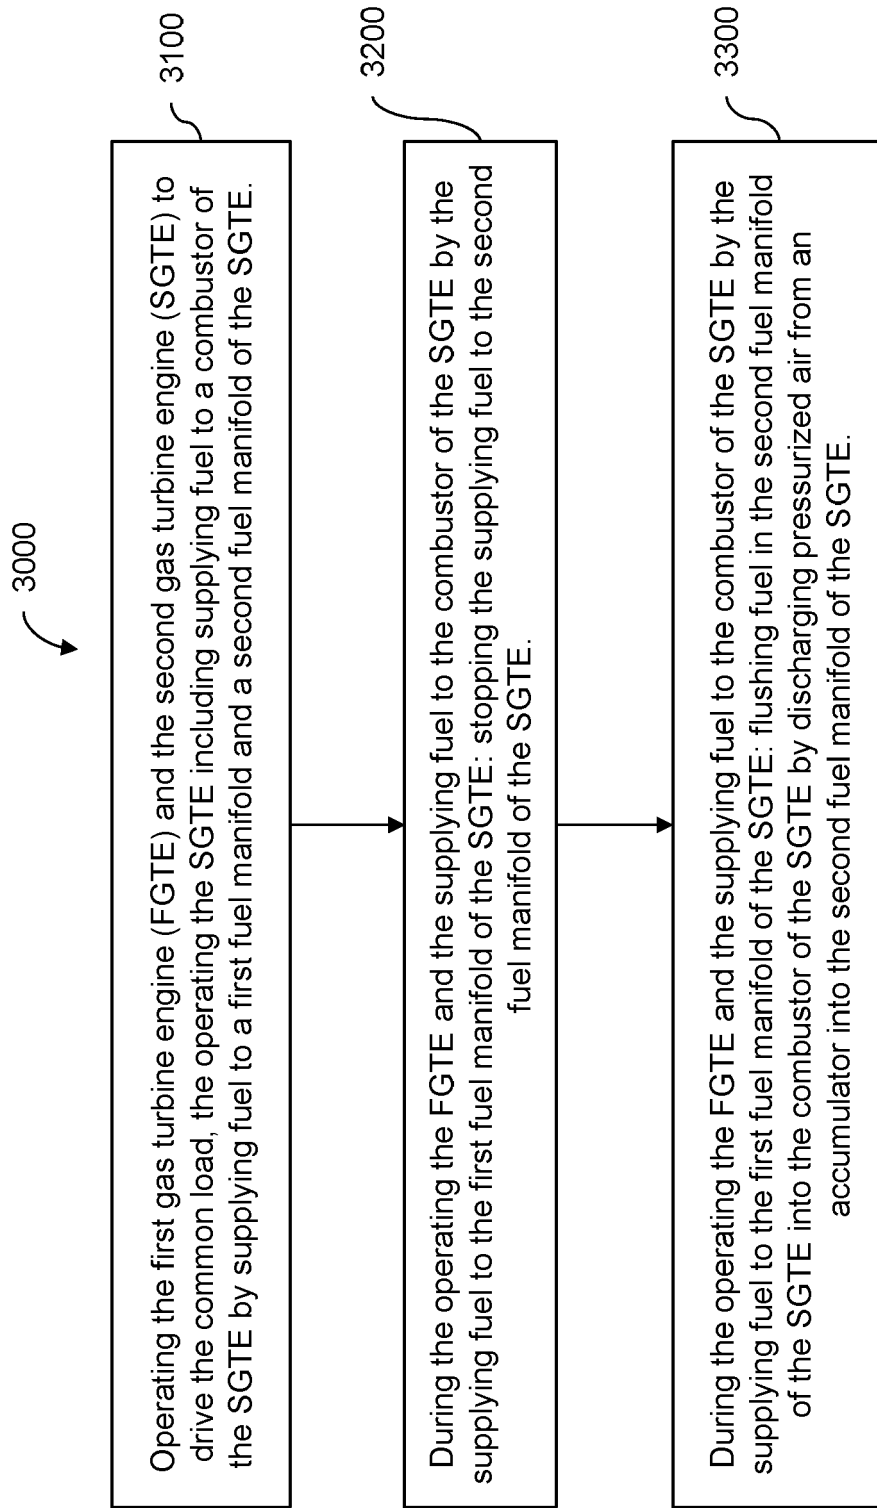 3000
3100
Operating the first gas turbine engine (FGTE) and the second gas turbine engine (SGTE) to
drive the common load, the operating the SGTE including supplying fuel to a combustor of
the SGTE by supplying fuel to a first fuel manifold and a second fuel manifold of the SGTE.
3200
During the operating the FGTE and the supplying fuel to the combustor of the SGTE by the
supplying fuel to the first fuel manifold of the SGTE: stopping the supplying fuel to the second
fuel manifold of the SGTE.
3300
During the operating the FGTE and the supplying fuel to the combustor of the SGTE by the
supplying fuel to the first fuel manifold of the SGTE: flushing fuel in the second fuel manifold
of the SGTE into the combustor of the SGTE by discharging pressurized air from an
accumulator into the second fuel manifold of the SGTE.